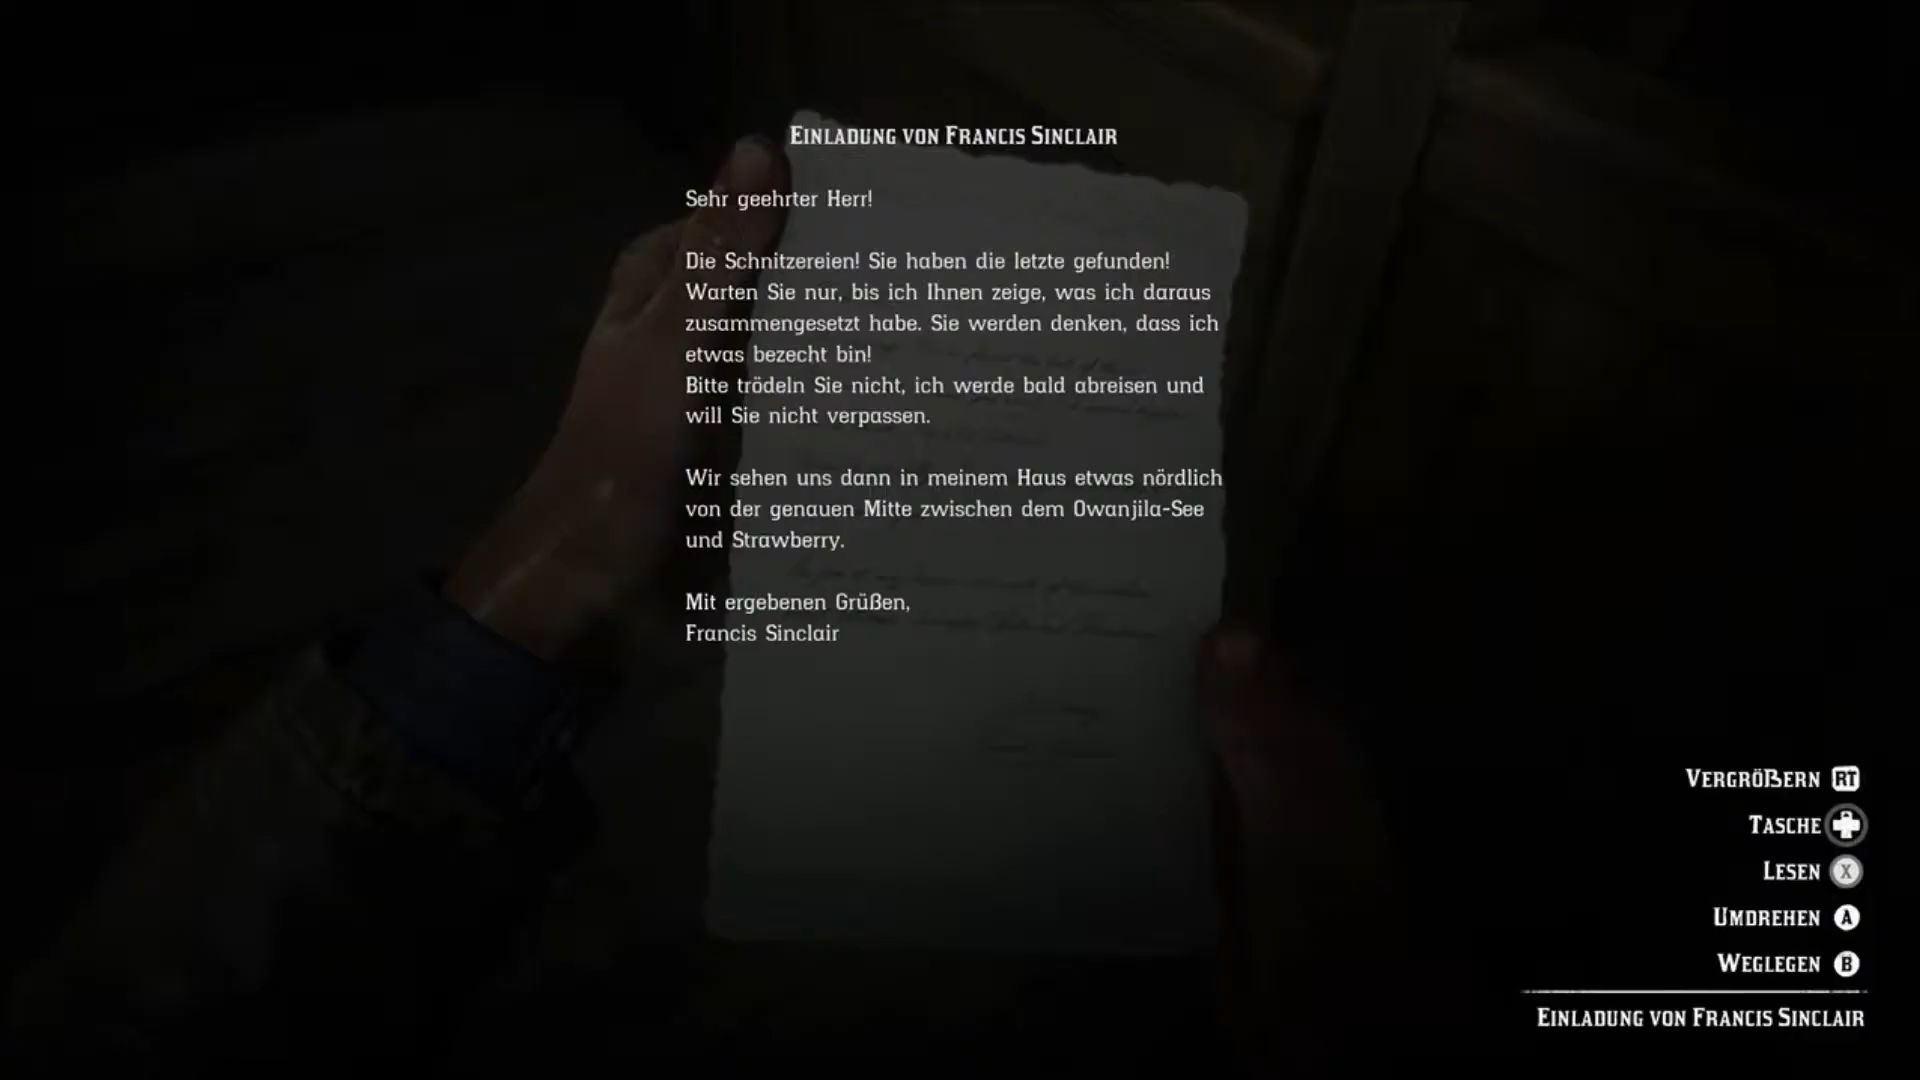 EINLADUNG VON FRANCIS SINCLAIR
Sehr geehrter Herr!
Die Schnitzereien! Sie haben die letzte gefunden!
Warten Sie nur, bis ich Ihnen zeige, was ich daraus
zusammengesetzt habe. Sie werden denken, dass ich
etwas bezecht bin!
Bitte trödeln Sie nicht, ich werde bald abreisen und
will Sie nicht verpassen.
Wir sehen uns dann in meinem Haus etwas nördlich
von der genauen Mitte zwischen dem Owanjila-See
und Strawberry.
Mit ergebenen Grüßen,
Francis Sinclair
VERGRÖßERN RT
TASCHE
LESEN X
UMDREHEN A
WEGLEGEN B
EINLADUNG VON FRANCIS SINCLAIR